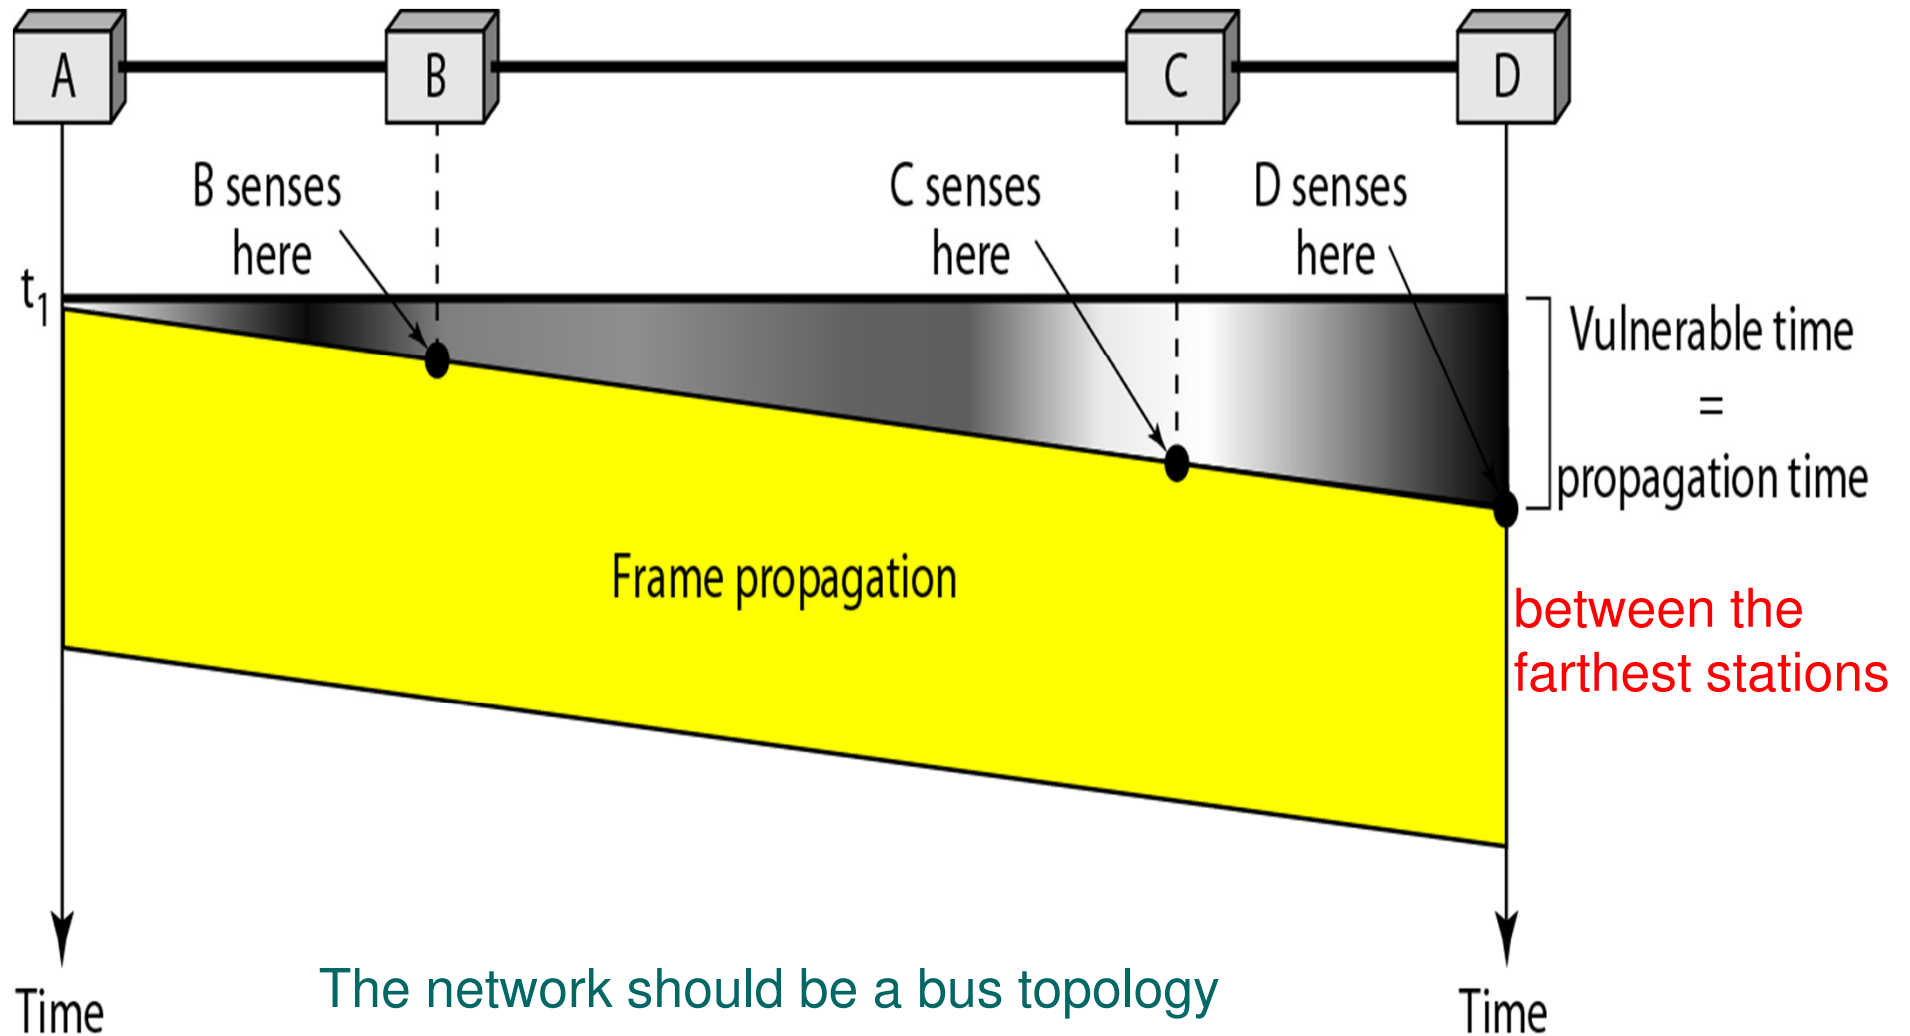 A
B
C
D
B senses
here
C senses
here
D senses
here
t1
Vulnerable time
=
propagation time
Frame propagation
between the
farthest stations
The network should be a bus topology
Time
Time